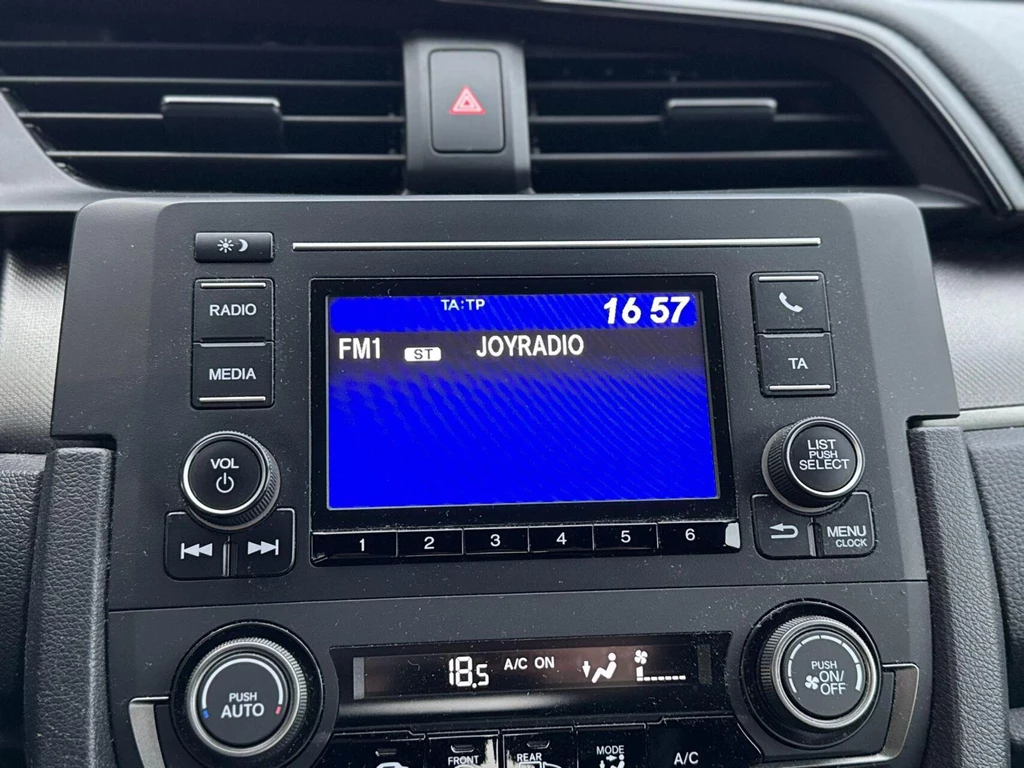 RADIO
MEDIA
VOL
TA:TP 16 57
FM1 ST JOYRADIO
TA
LIST
PUSH
SELECT
1 2 3 4 5 6
MENU
CLOCK
PUSH
AUTO
18.5 A/C ON
PUSH
ON/
OFF
FRONT
REAR
MODE
A/C